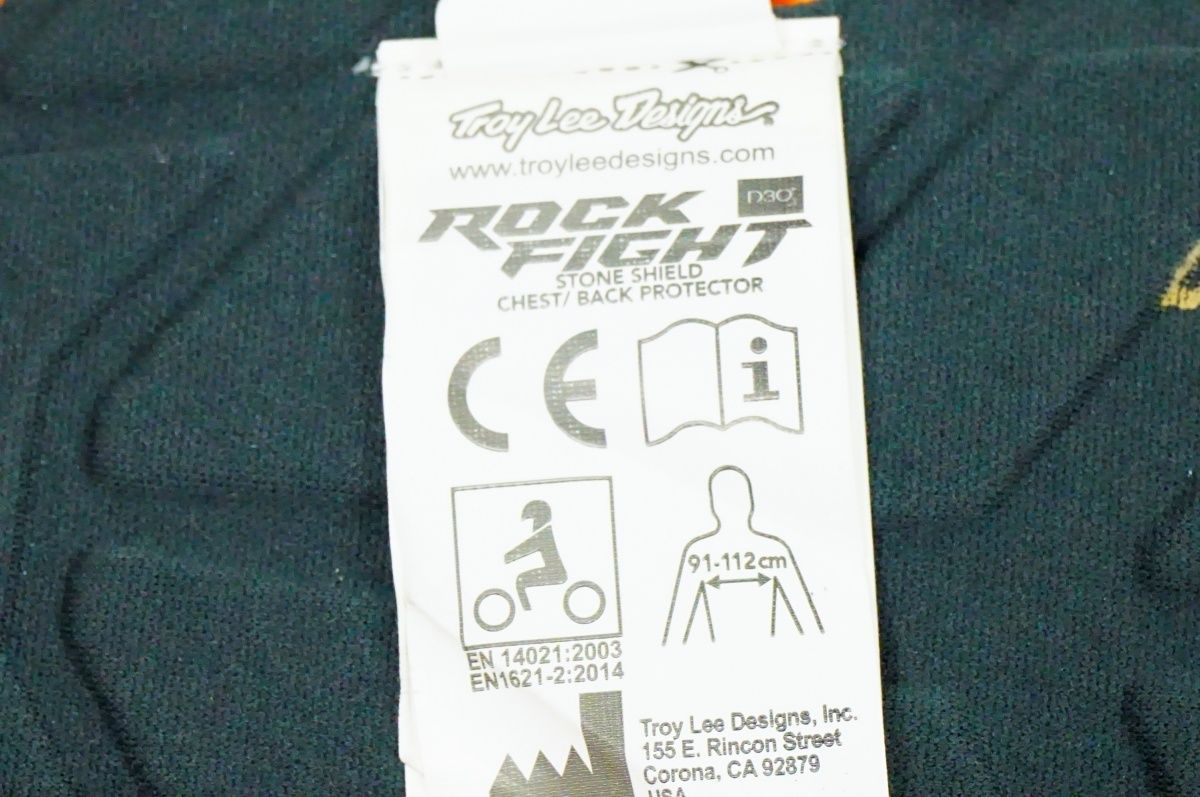 Troy Lee Designs
www.troyleedesigns.com
D3O
ROCK
FIGHT
STONE SHIELD
CHEST/ BACK PROTECTOR
CE
i
91-112cm
EN 14021:2003
EN1621-2:2014
Troy Lee Designs, Inc.
155 E. Rincon Street
Corona, CA 92879
USA